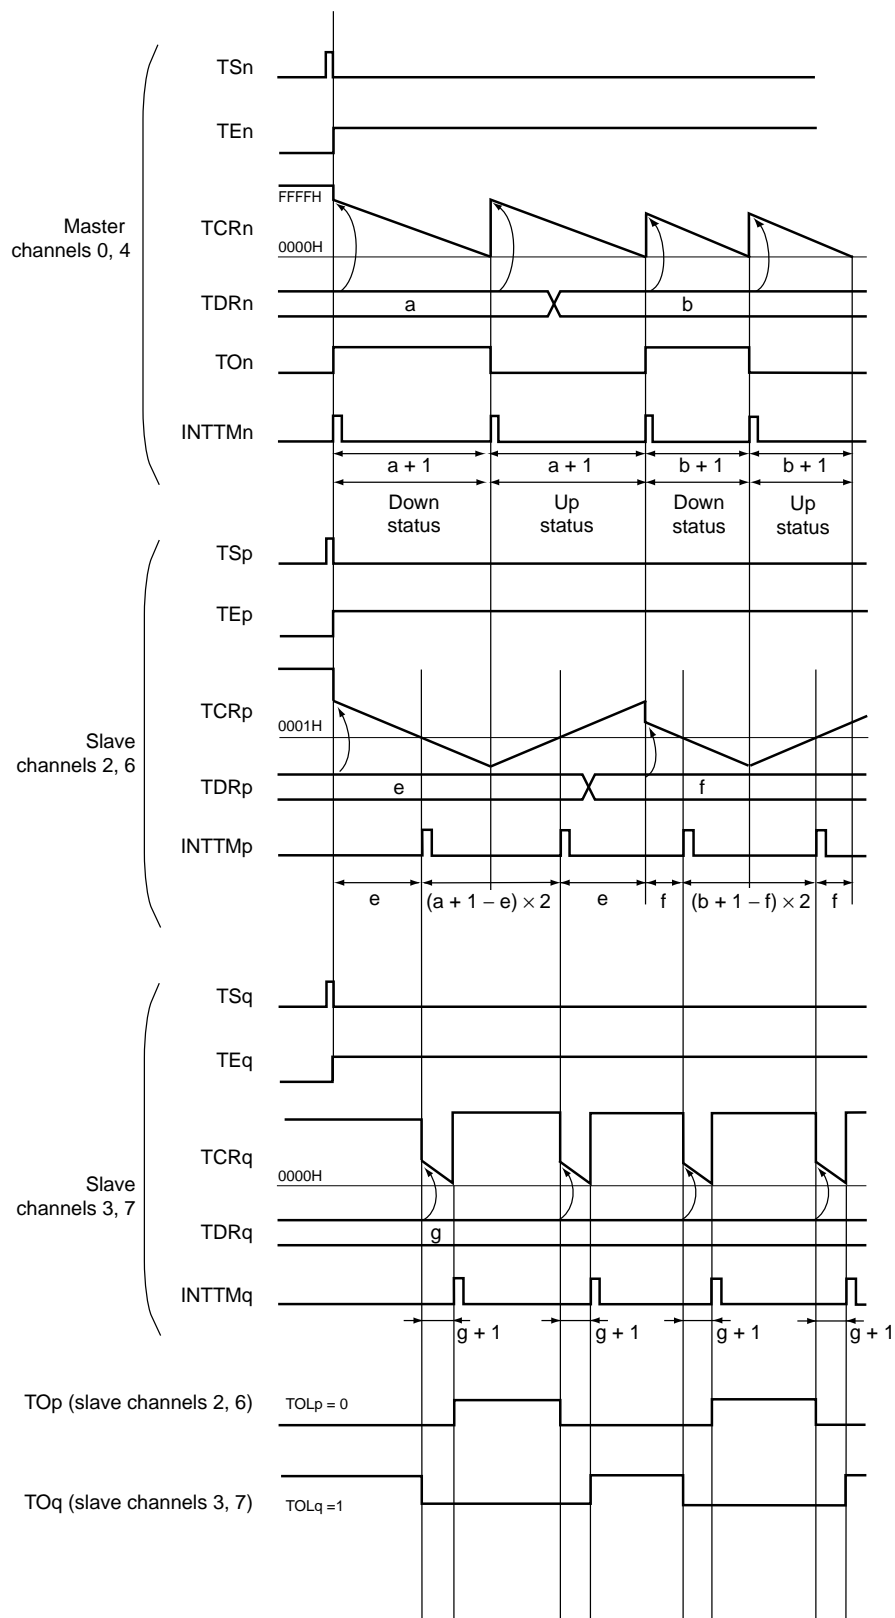 TSn
TEn
FFFFH
Master
channels 0, 4
TCRn
0000H
TDRn
a
b
TOn
INTTMn
a + 1
a + 1
b + 1
b + 1
Down
status
Up
status
Down
status
Up
status
TSp
TEp
TCRp
0001H
Slave
channels 2, 6
TDRp
e
f
INTTMp
e
(a + 1 – e) × 2
e
f
(b + 1 – f) × 2
f
TSq
TEq
TCRq
0000H
Slave
channels 3, 7
TDRq
g
INTTMq
g + 1
g + 1
g + 1
g + 1
TOp (slave channels 2, 6)
TOLp = 0
TOq (slave channels 3, 7)
TOLq =1